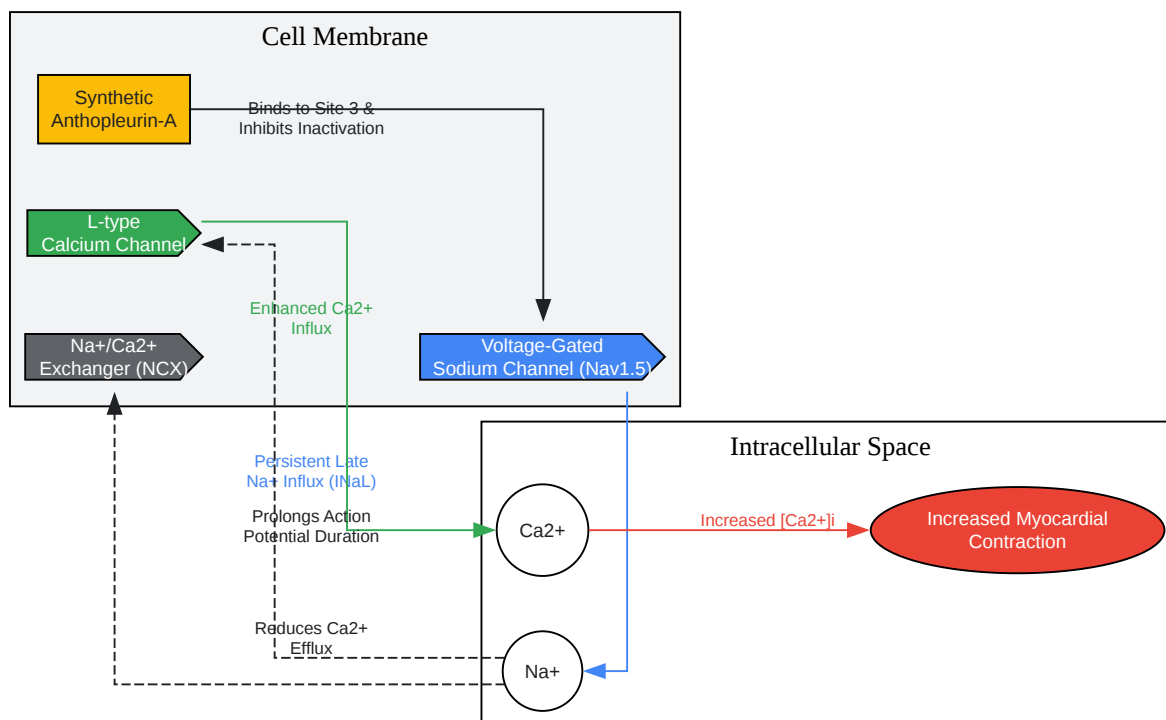 Cell Membrane
Synthetic
Anthopleurin-A
Binds to Site 3 &
Inhibits Inactivation
L-type
Calcium Channel
Enhanced Ca2+
Influx
Na+/Ca2+
Exchanger (NCX)
Voltage-Gated
Sodium Channel (Nav1.5)
Intracellular Space
Persistent Late
Na+ Influx (INaL)
Prolongs Action
Potential Duration
Ca2+
Increased [Ca2+]i
Increased Myocardial
Contraction
Reduces Ca2+
Efflux
Na+